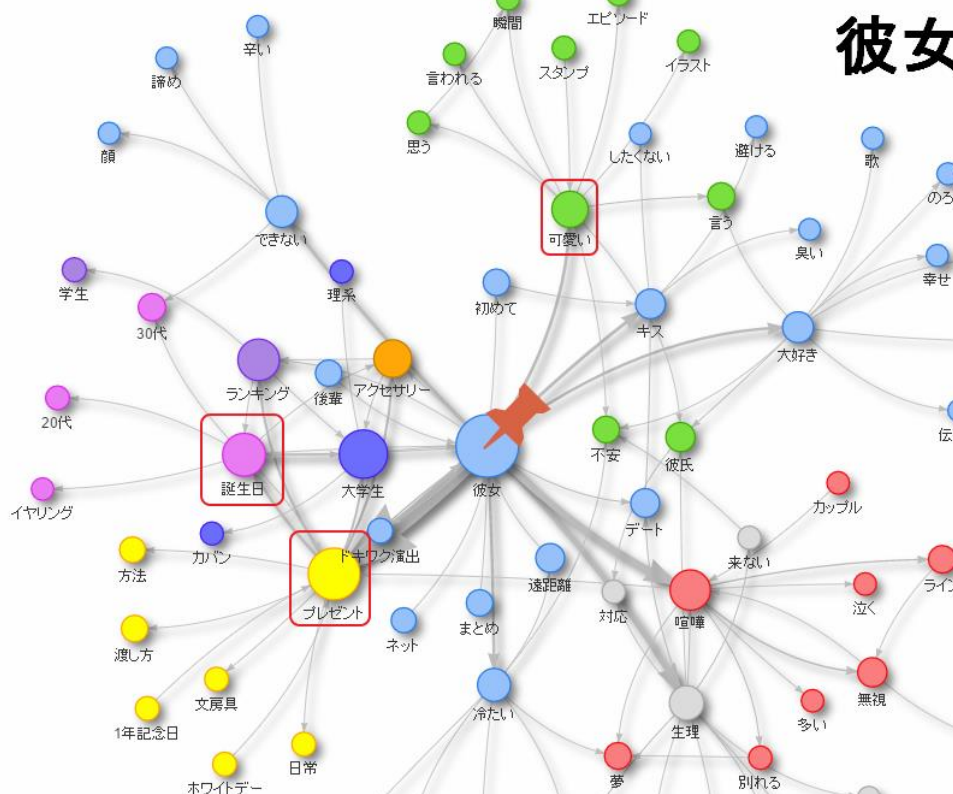 瞬間
エピソード
彼女
辛い
諦め
言われる
スタンプ
イラスト
思う
顔
したくない
避ける
歌
のろ
言う
できない
可愛い
臭い
学生
理系
幸せ
30代
初めて
キス
大好き
ランキング
後輩
アクセサリー
20代
伝
不安
彼氏
誕生日
大学生
彼女
イヤリング
カップル
デート
カバン
ドキワク演出
来ない
方法
遠距離
ライン
プレゼント
対応
喧嘩
泣く
ネット
まとめ
渡し方
文房具
無視
冷たい
1年記念日
生理
多い
日常
夢
別れる
ホワイトデー